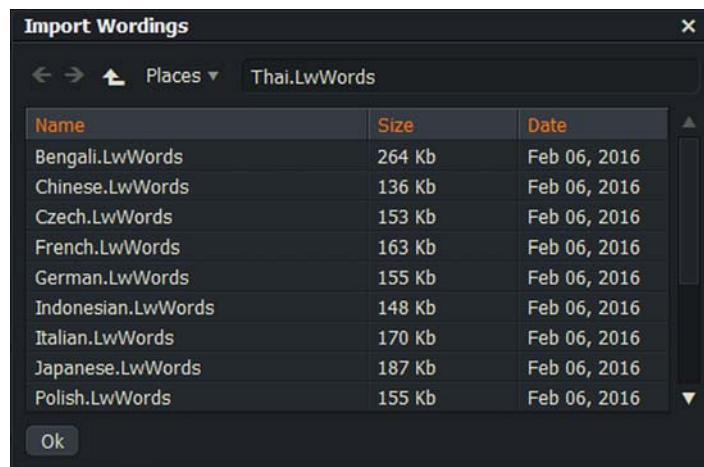 Import Wordings
Places Thai.LwWords
Name Size Date
Bengali.LwWords 264 Kb Feb 06, 2016
Chinese.LwWords 136 Kb Feb 06, 2016
Czech.LwWords 153 Kb Feb 06, 2016
French.LwWords 163 Kb Feb 06, 2016
German.LwWords 155 Kb Feb 06, 2016
Indonesian.LwWords 148 Kb Feb 06, 2016
Italian.LwWords 170 Kb Feb 06, 2016
Japanese.LwWords 187 Kb Feb 06, 2016
Polish.LwWords 155 Kb Feb 06, 2016
Ok